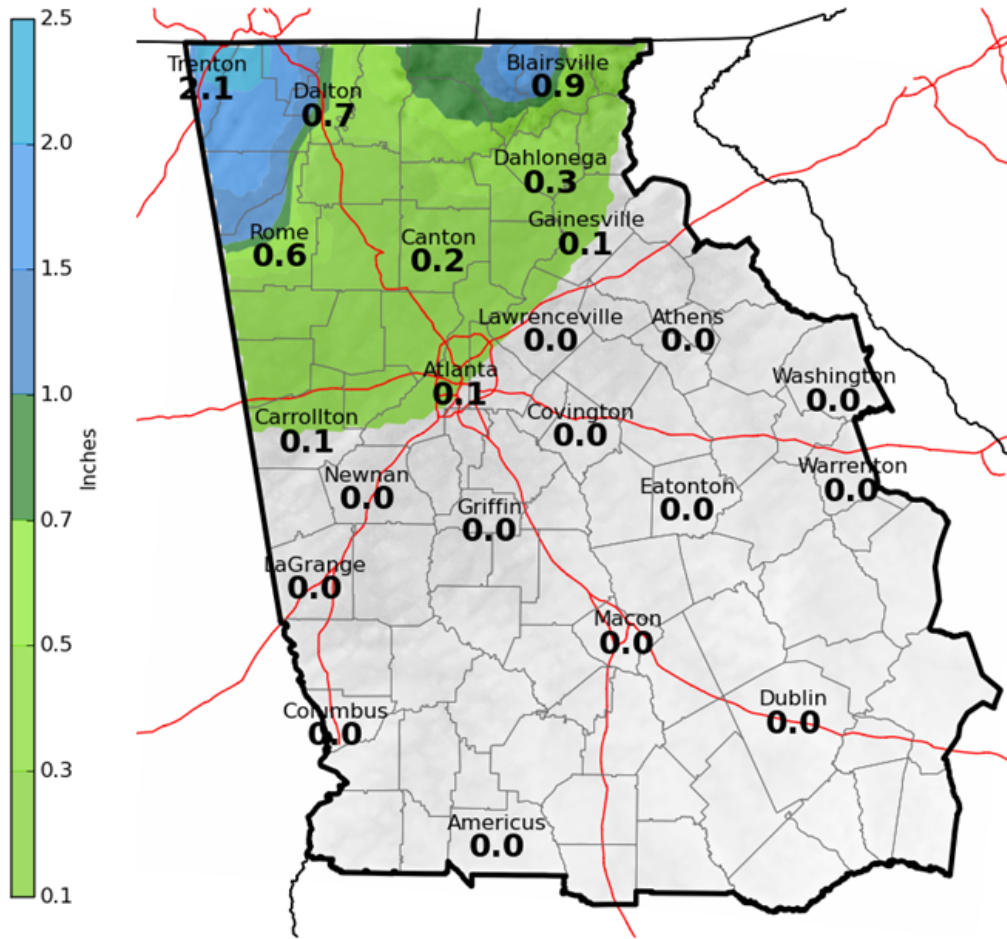 2.5
2.0
1.5
1.0
0.7
0.5
0.3
0.1
Inches
Trenton
2.1
Dalton
0.7
Blairsville
0.9
Dahlonega
0.3
Gainesville
0.1
Rome
0.6
Canton
0.2
Lawrenceville
0.0
Athens
0.0
Atlanta
0.1
Washington
0.0
Carrollton
0.1
Covington
0.0
Newnan
0.0
Griffin
0.0
Eatonton
0.0
Warrenton
0.0
LaGrange
0.0
Macon
0.0
Columbus
0.0
Dublin
0.0
Americus
0.0